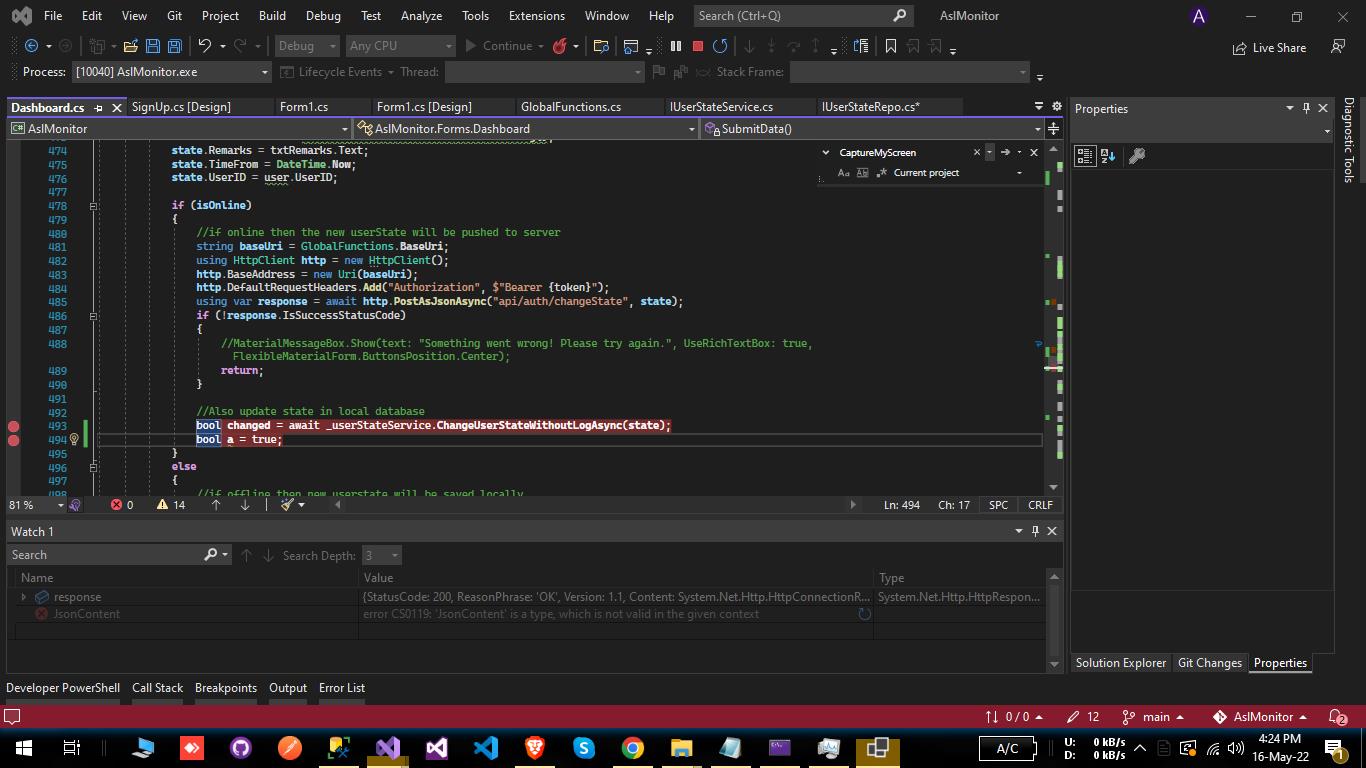 File Edit View Git Project Build Debug Test Analyze Tools Extensions Window Help Search (Ctrl+Q) AslMonitor A
Debug Any CPU Continue Live Share
Process: [10040] AslMonitor.exe Lifecycle Events Thread: Stack Frame:
Dashboard.cs SignUp.cs [Design] Form1.cs Form1.cs [Design] GlobalFunctions.cs IUserStateService.cs IUserStateRepo.cs* Properties
AslMonitor AslMonitor.Forms.Dashboard SubmitData()
CaptureMyScreen
Aa Ab .* Current project
474 state.Remarks = txtRemarks.Text;
475 state.TimeFrom = DateTime.Now;
476 state.UserID = user.UserID;
477
478 if (isOnline)
479 {
480 //if online then the new userState will be pushed to server
481 string baseUri = GlobalFunctions.BaseUri;
482 using HttpClient http = new HttpClient();
483 http.BaseAddress = new Uri(baseUri);
484 http.DefaultRequestHeaders.Add("Authorization", $"Bearer {token}");
485 using var response = await http.PostAsJsonAsync("api/auth/changeState", state);
486 if (!response.IsSuccessStatusCode)
487 {
488 //MaterialMessageBox.Show(text: "Something went wrong! Please try again.", UseRichTextBox: true,
FlexibleMaterialForm.ButtonsPosition.Center);
489 return;
490 }
491
492 //Also update state in local database
493 bool changed = await _userStateService.ChangeUserStateWithoutLogAsync(state);
494 bool a = true;
495 }
496 else
497 {
498 //if offline then new userstate will be saved locally
81 % 0 14 Ln: 494 Ch: 17 SPC CRLF
Watch 1
Search Search Depth: 3
Name Value Type
response {StatusCode: 200, ReasonPhrase: 'OK', Version: 1.1, Content: System.Net.Http.HttpConnectionR... System.Net.Http.HttpRespon...
JsonContent error CS0119: 'JsonContent' is a type, which is not valid in the given context
Solution Explorer Git Changes Properties
Diagnostic Tools
Developer PowerShell Call Stack Breakpoints Output Error List
0 / 0 12 main AslMonitor 2
A/C U: 0 kB/s
D: 0 kB/s
4:24 PM
16-May-22
1